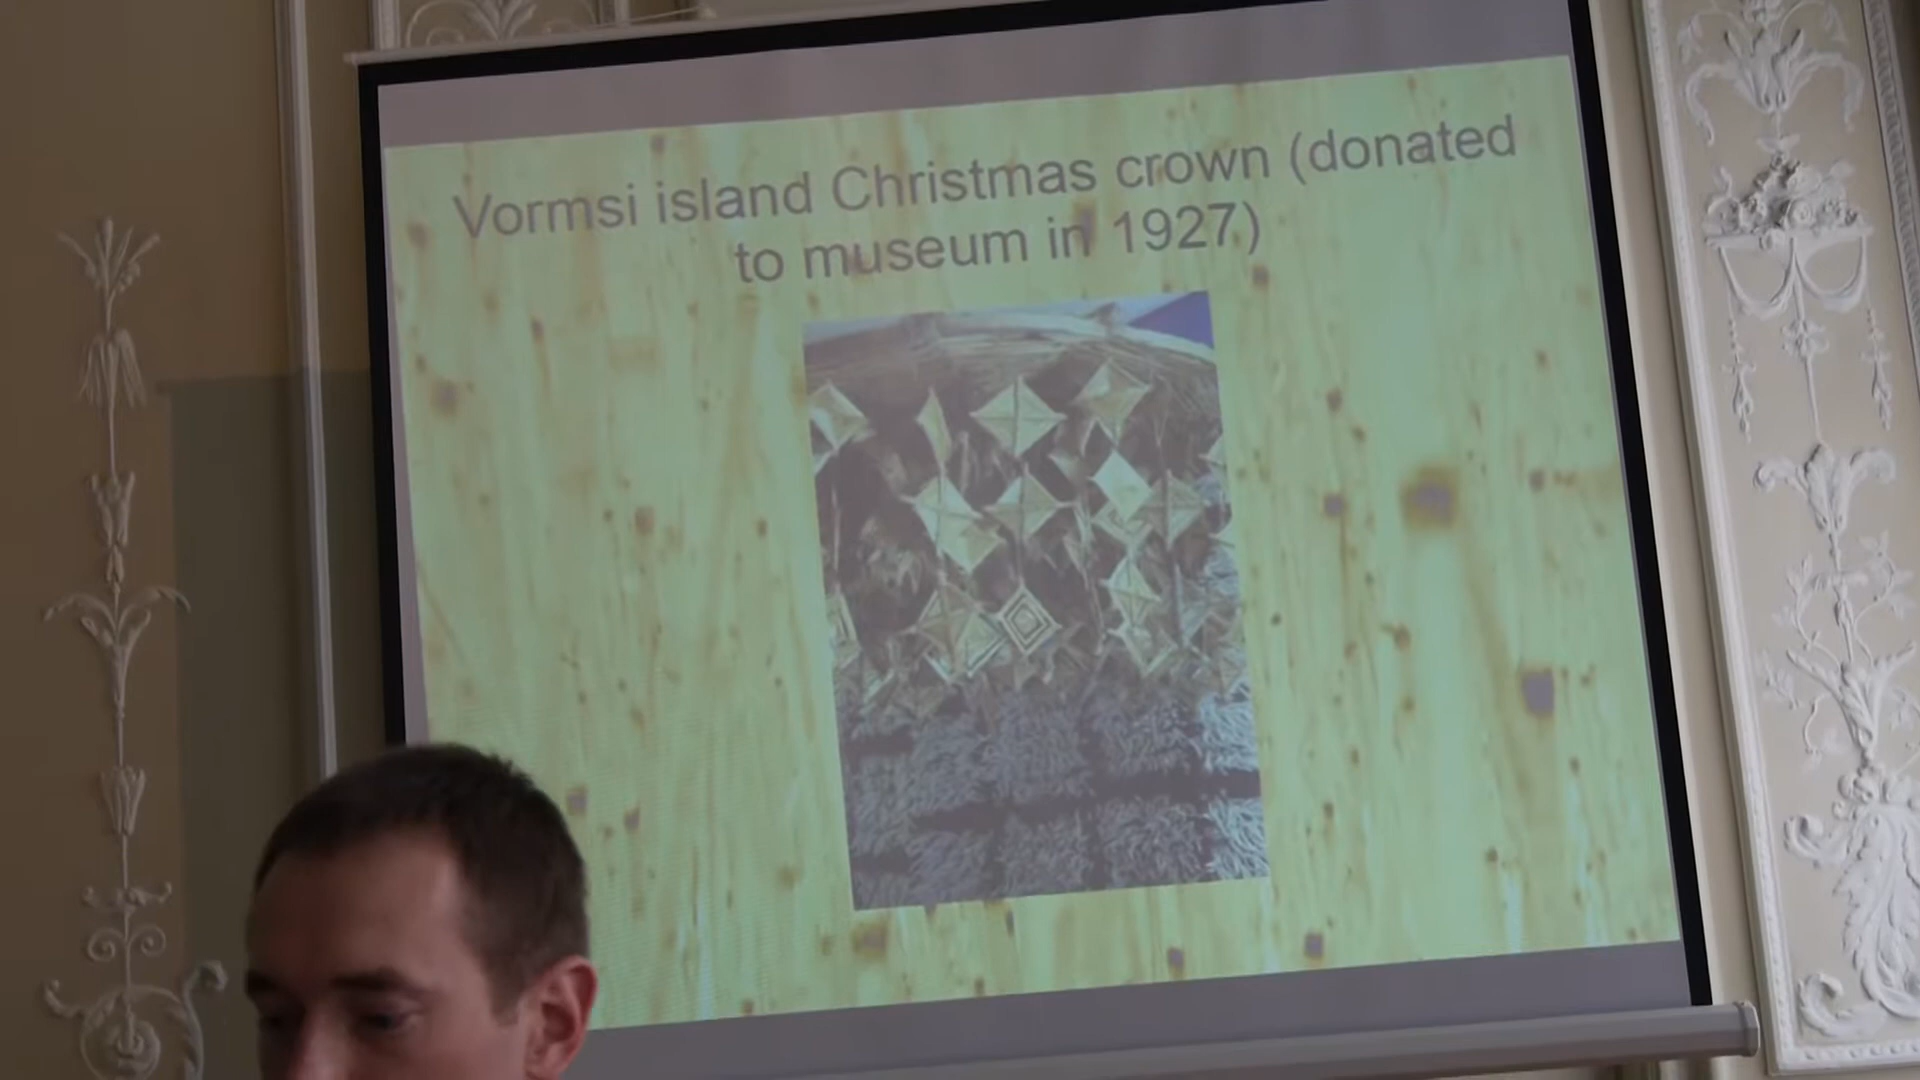 Vormsi island Christmas crown (donated
to museum in 1927)